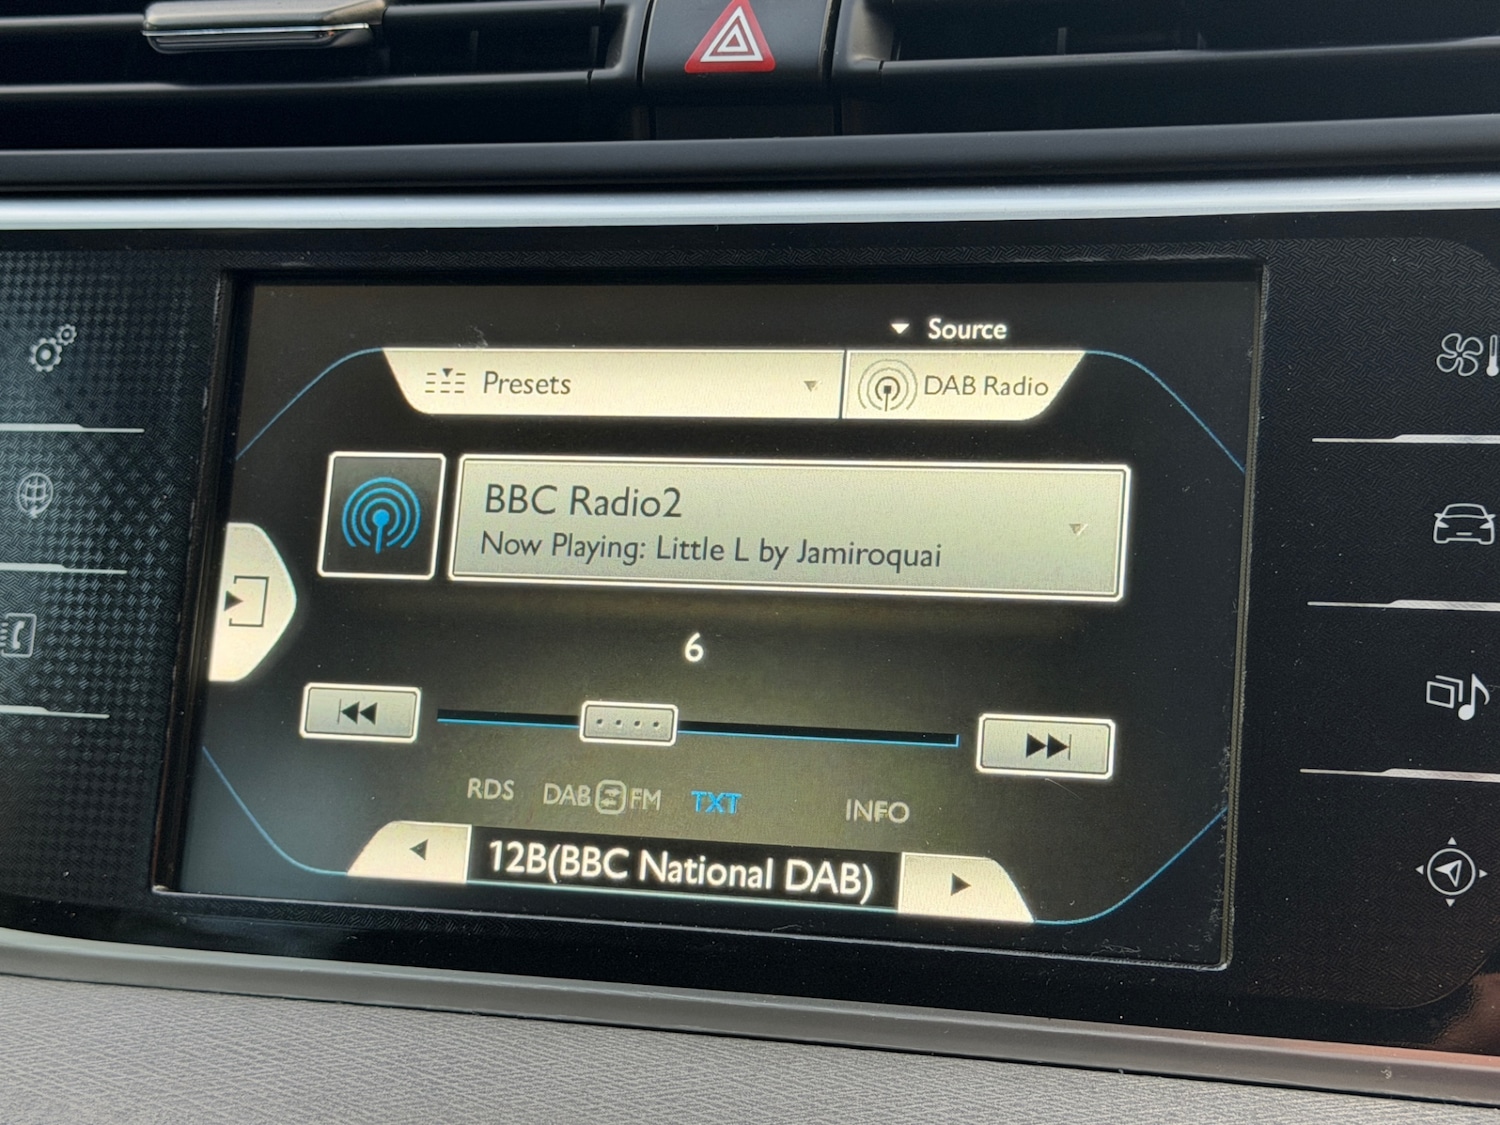 Source
Presets
DAB Radio
BBC Radio2
Now Playing: Little L by Jamiroquai
6
RDS DAB FM TXT INFO
12B(BBC National DAB)